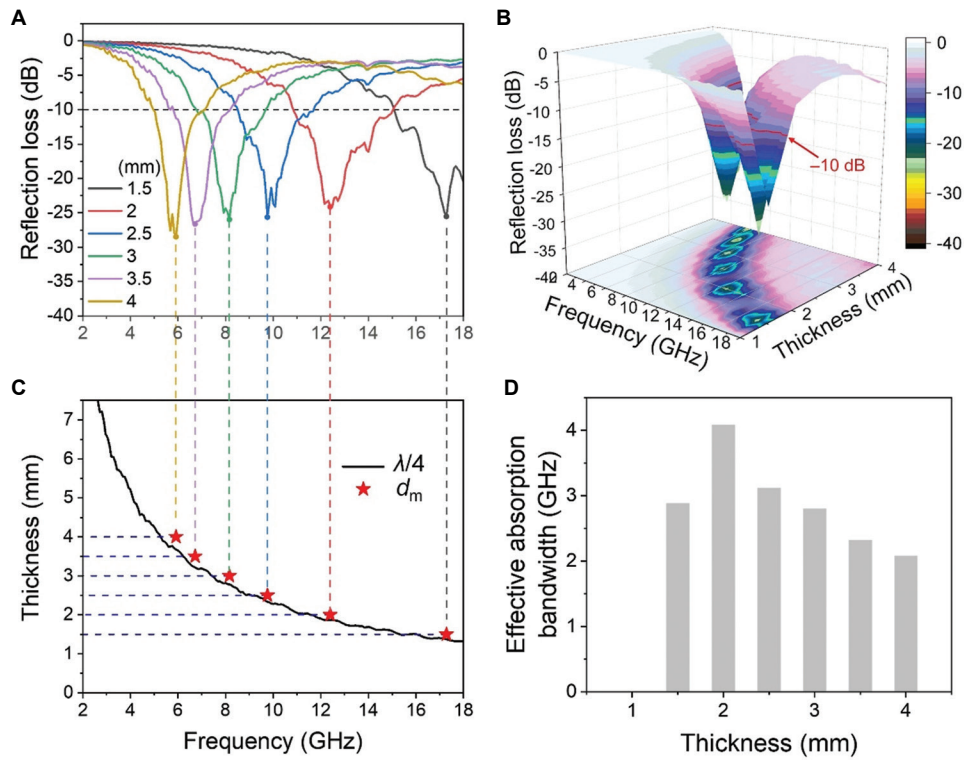 A
0
-5
-10
-15
-20
-25
-30
-35
-40
Reflection loss (dB)
(mm)
1.5
2
2.5
3
3.5
4
2 4 6 8 10 12 14 16 18
B
0
-5
-10
-15
-20
-25
-30
-35
-40
Reflection loss (dB)
–10 dB
2 4 6 8 10 12 14 16 18
Frequency (GHz)
1 2 3 4
Thickness (mm)
0
-10
-20
-30
-40
C
7
6
5
4
3
2
1
0
Thickness (mm)
λ/4
dm
2 4 6 8 10 12 14 16 18
Frequency (GHz)
D
4
3
2
1
0
Effective absorption
bandwidth (GHz)
1 2 3 4
Thickness (mm)